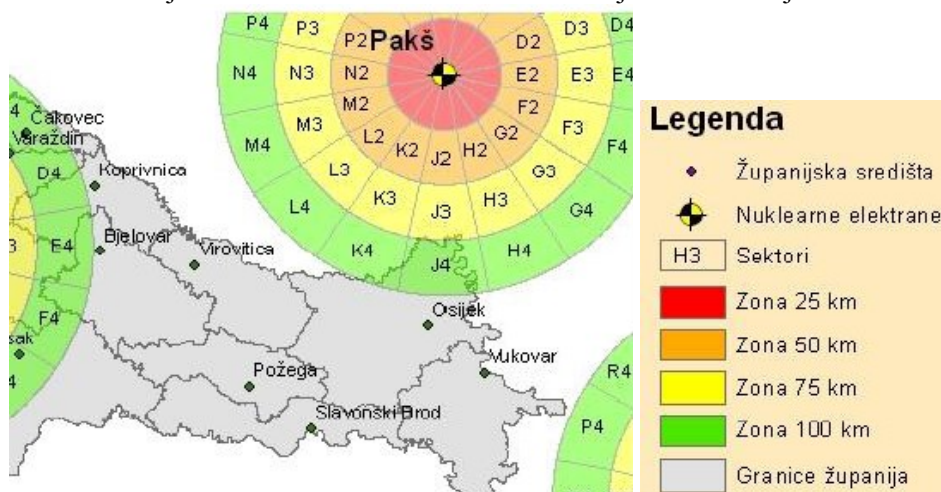 P4
P3
P2
Pakš
D2
D3
D4
N4
N3
N2
E2
E3
E4
M4
M3
M2
F2
F3
F4
L4
L3
L2
K2
J2
H2
G2
G3
G4
K4
K3
J3
H3
H4
J4
Čakovec
Varaždin
D4
Koprivnica
E4
Bjelovar
Virovitica
F4
Osijek
Vukovar
Požega
Slavonski Brod
R4
P4
Legenda
Županijska središta
Nuklearne elektrane
H3 Sektori
Zona 25 km
Zona 50 km
Zona 75 km
Zona 100 km
Granice županija